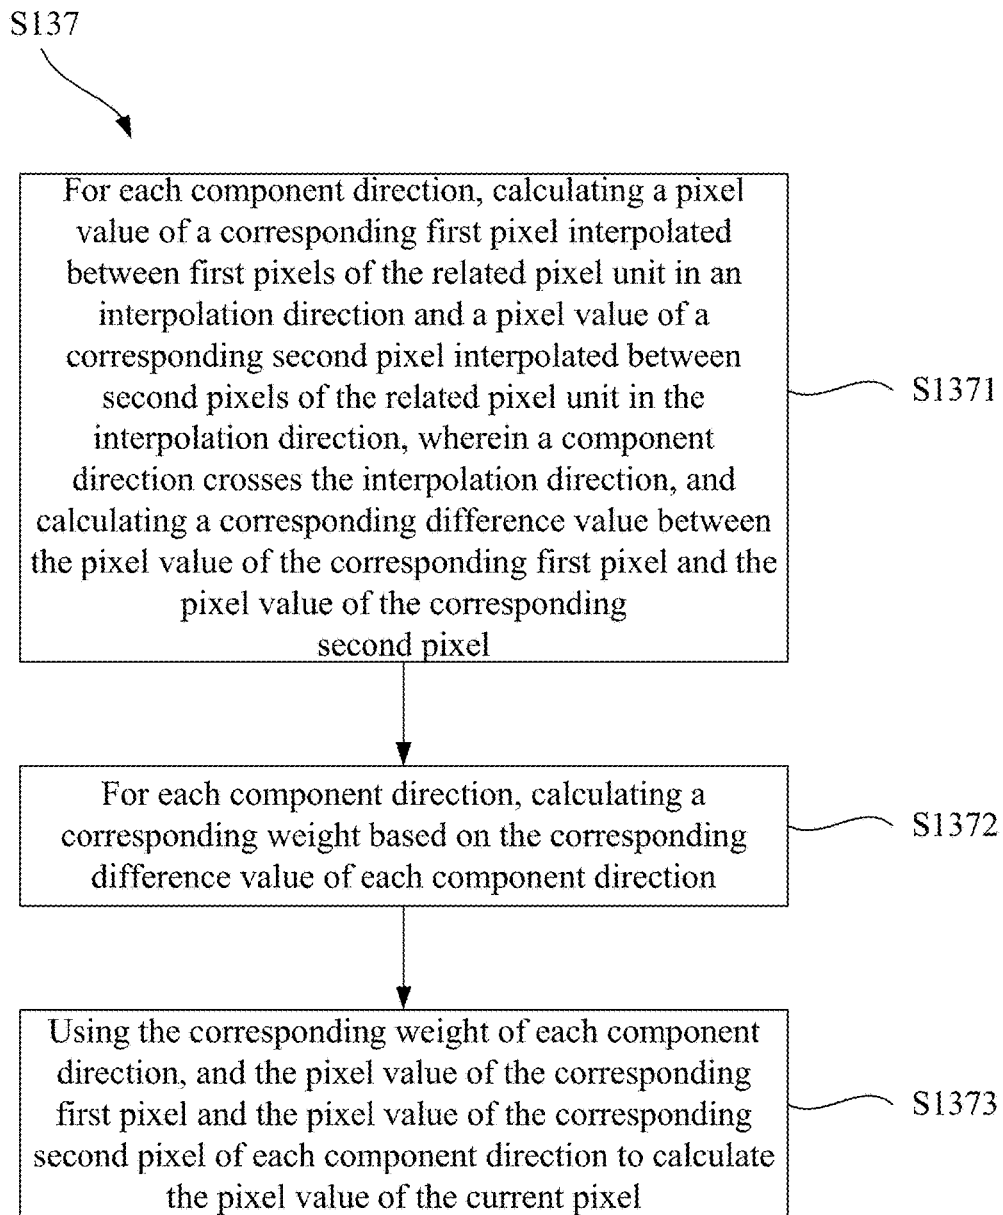 S137
For each component direction, calculating a pixel
value of a corresponding first pixel interpolated
between first pixels of the related pixel unit in an
interpolation direction and a pixel value of a
corresponding second pixel interpolated between
second pixels of the related pixel unit in the
interpolation direction, wherein a component
direction crosses the interpolation direction, and
calculating a corresponding difference value between
the pixel value of the corresponding first pixel and the
pixel value of the corresponding
second pixel
S1371
For each component direction, calculating a
corresponding weight based on the corresponding
difference value of each component direction
S1372
Using the corresponding weight of each component
direction, and the pixel value of the corresponding
first pixel and the pixel value of the corresponding
second pixel of each component direction to calculate
the pixel value of the current pixel
S1373